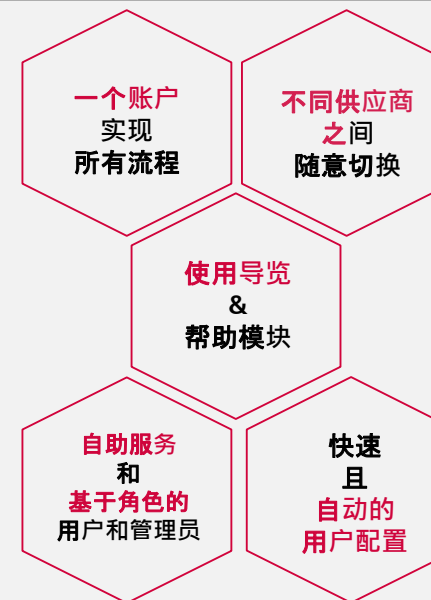 一个账户
实现
所有流程
不同供应商
之间
随意切换
使用导览
&
帮助模块
自助服务
和
基于角色的
用户和管理员
快速
且
自动的
用户配置